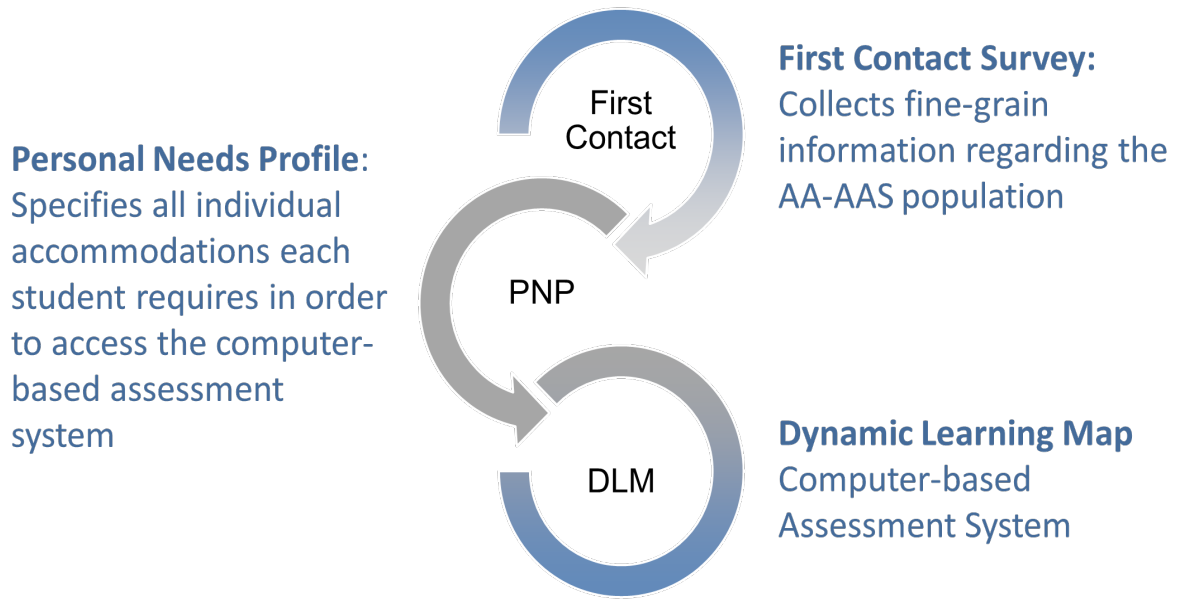 First
Contact
First Contact Survey:
Collects fine-grain
information regarding the
AA-AAS population
Personal Needs Profile:
Specifies all individual
accommodations each
student requires in order
to access the computer-
based assessment
system
PNP
DLM
Dynamic Learning Map
Computer-based
Assessment System